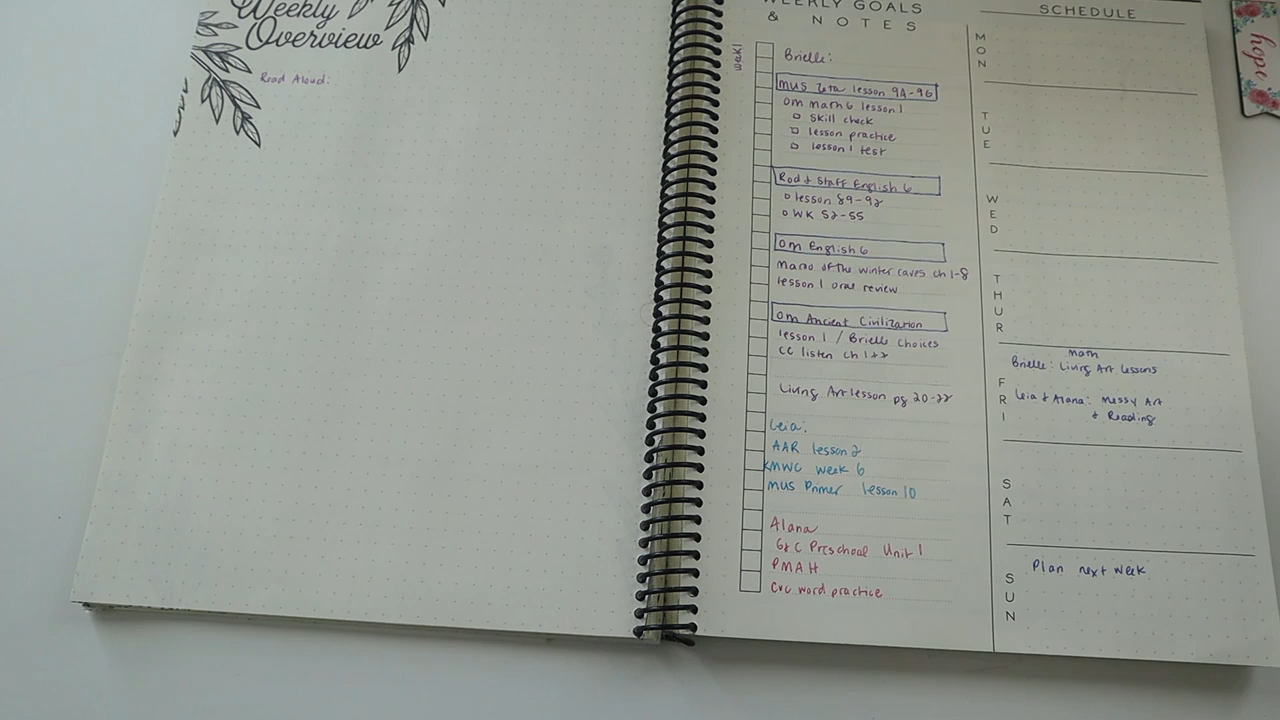 Weekly
Overview
Read Aloud:
WEEKLY GOALS
& NOTES
week 1
Brielle:
MUS Zeta lesson 9A-9G
OM math 6 lesson 1
skill check
lesson practice
lesson 1 test
Rod & Staff English 6
lesson 89-92
WK 52-55
OM English 6
Maroo of the winter caves ch 1-8
lesson 1 oral review
OM Ancient Civilization
lesson 1 / Brielle choices
CC listen ch 1+2
Living Art lesson pg 20-22
Leia:
AAR lesson 2
KMWC week 6
MUS Primer lesson 10
Alana
G&C Preschool Unit 1
PMAH
CVC word practice
SCHEDULE
MON
TUE
WED
THUR
FRI
math
Brielle: Living Art Lessons
Leia & Alana: Messy Art
& Reading
SAT
SUN
Plan next week
hope